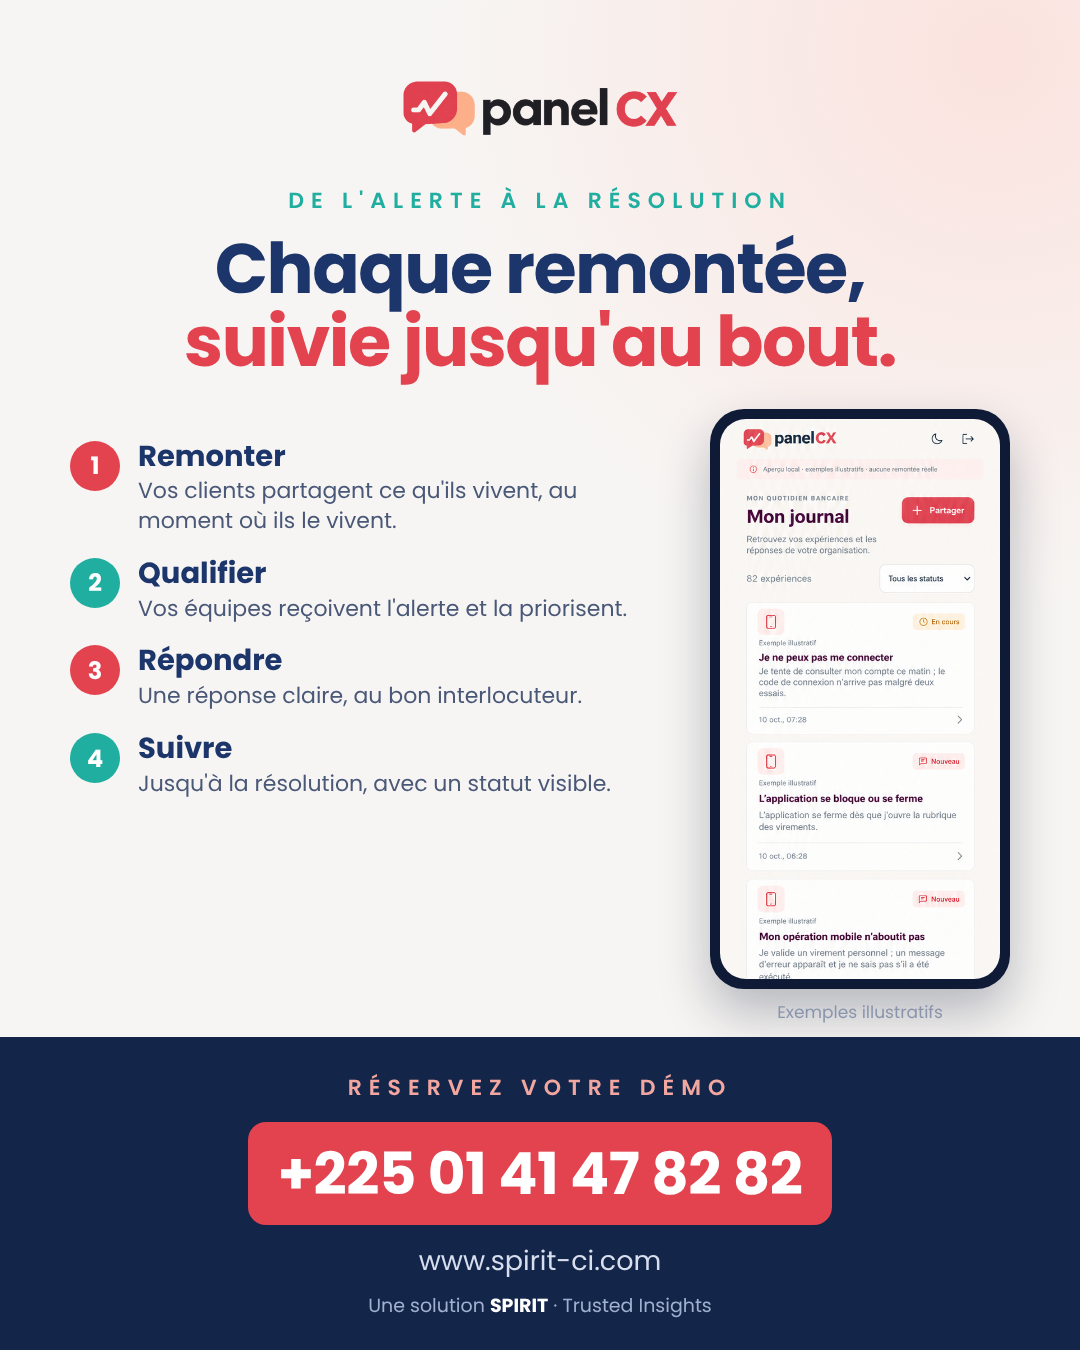 panel CX
DE L'ALERTE À LA RÉSOLUTION
Chaque remontée,
suivie jusqu'au bout.
1
Remonter
Vos clients partagent ce qu'ils vivent, au
moment où ils le vivent.
2
Qualifier
Vos équipes reçoivent l'alerte et la priorisent.
3
Répondre
Une réponse claire, au bon interlocuteur.
4
Suivre
Jusqu'à la résolution, avec un statut visible.
panelCX
Aperçu local · exemples illustratifs · aucune remontée réelle
MON QUOTIDIEN BANCAIRE
Mon journal
+ Partager
Retrouvez vos expériences et les
réponses de votre organisation.
82 expériences
Tous les statuts
En cours
Exemple illustratif
Je ne peux pas me connecter
Je tente de consulter mon compte ce matin ; le
code de connexion n'arrive pas malgré deux
essais.
10 oct., 07:28
Nouveau
Exemple illustratif
L'application se bloque ou se ferme
L'application se ferme dès que j'ouvre la rubrique
des virements.
10 oct., 06:28
Nouveau
Exemple illustratif
Mon opération mobile n'aboutit pas
Je valide un virement personnel ; un message
d'erreur apparaît et je ne sais pas s'il a été
exécuté.
Exemples illustratifs
RÉSERVEZ VOTRE DÉMO
+225 01 41 47 82 82
www.spirit-ci.com
Une solution SPIRIT · Trusted Insights